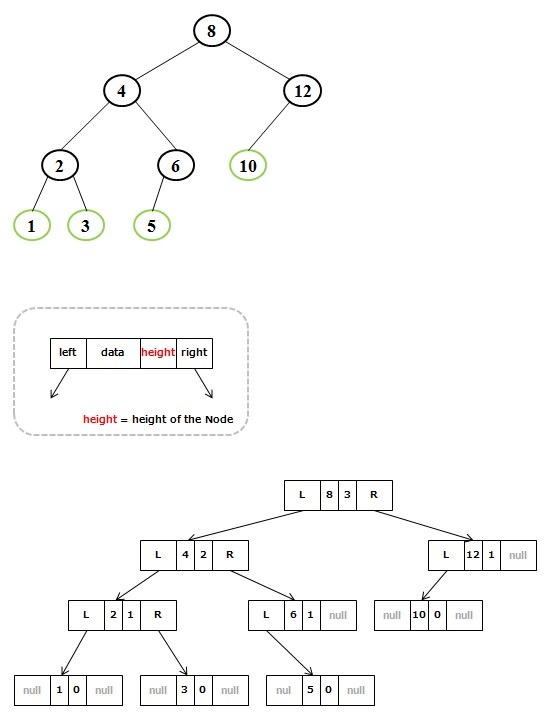 8
4 12
2 6 10
1 3 5
left data height right
height = height of the Node
L 8 3 R
L 4 2 R L 12 1 null
L 2 1 R L 6 1 null null 10 0 null
null 1 0 null null 3 0 null nul 5 0 null